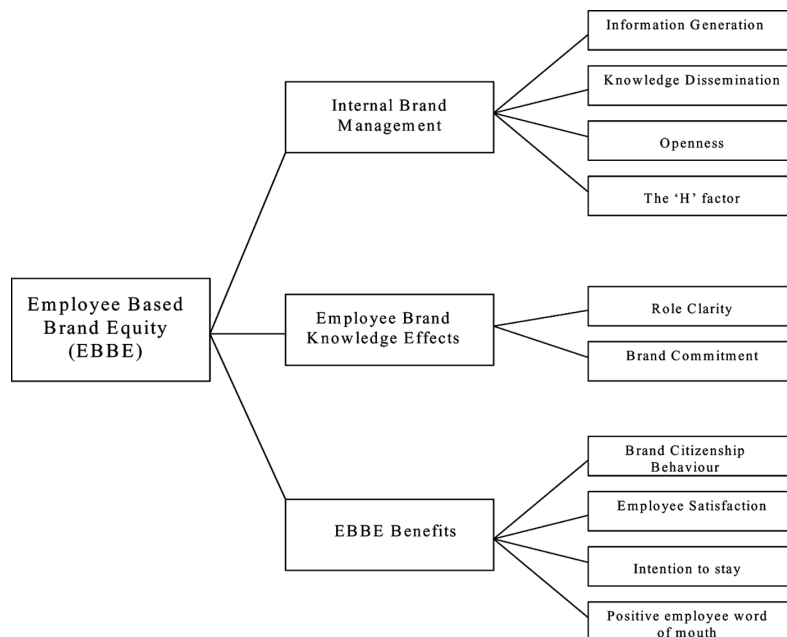 Information Generation
Internal Brand
Management
Knowledge Dissemination
Openness
The ‘H’ factor
Employee Based
Brand Equity
(EBBE)
Employee Brand
Knowledge Effects
Role Clarity
Brand Commitment
EBBE Benefits
Brand Citizenship
Behaviour
Employee Satisfaction
Intention to stay
Positive employee word
of mouth